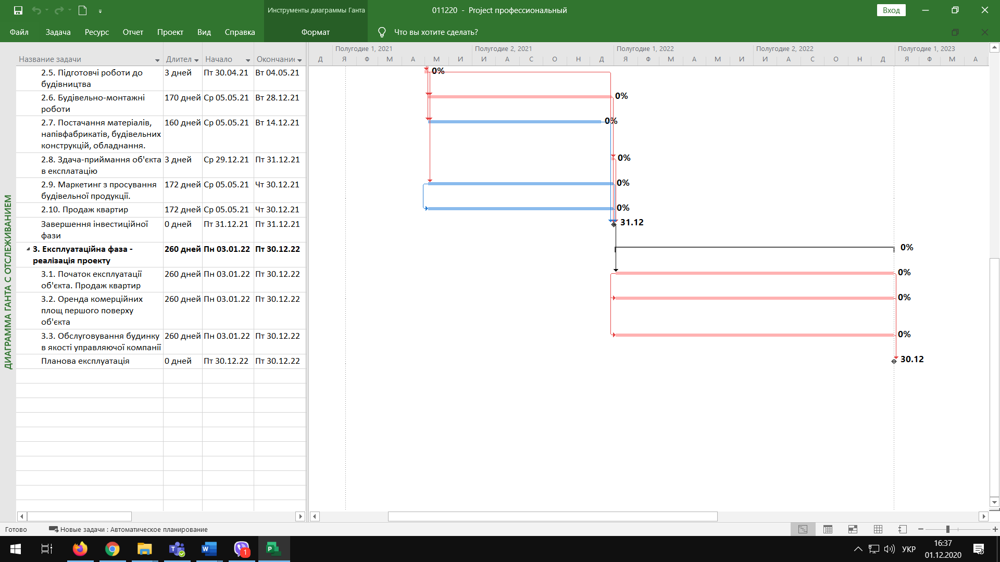 Инструменты диаграммы Ганта
011220 - Project профессиональный
Вход
Файл
Задача
Ресурс
Отчет
Проект
Вид
Справка
Формат
Что вы хотите сделать?
ДИАГРАММА ГАНТА С ОТСЛЕЖИВАНИЕМ
Название задачи
Длител
Начало
Окончание
Полугодие 1, 2021
Полугодие 2, 2021
Полугодие 1, 2022
Полугодие 2, 2022
Полугодие 1, 2023
Д Я Ф М А М И И А С О Н Д Я Ф М А М И И А С О Н Д Я Ф М А
2.5. Підготовчі роботи до
будівництва
3 дней
Пт 30.04.21
Вт 04.05.21
0%
2.6. Будівельно-монтажні
роботи
170 дней
Ср 05.05.21
Вт 28.12.21
0%
2.7. Постачання матеріалів,
напівфабрикатів, будівельних
конструкцій, обладнання.
160 дней
Ср 05.05.21
Вт 14.12.21
0%
2.8. Здача-приймання об'єкта
в експлатацію
3 дней
Ср 29.12.21
Пт 31.12.21
0%
2.9. Маркетинг з просування
будівельної продукції.
172 дней
Ср 05.05.21
Чт 30.12.21
0%
2.10. Продаж квартир
172 дней
Ср 05.05.21
Чт 30.12.21
0%
Завершення інвестиційної
фази
0 дней
Пт 31.12.21
Пт 31.12.21
31.12
3. Експлуатаційна фаза -
реалізація проекту
260 дней
Пн 03.01.22
Пт 30.12.22
0%
3.1. Початок експлуатації
об'єкта. Продаж квартир
260 дней
Пн 03.01.22
Пт 30.12.22
0%
3.2. Оренда комерційних
площ першого поверху
об'єкта
260 дней
Пн 03.01.22
Пт 30.12.22
0%
3.3. Обслуговування будинку
в якості управляючої компанії
260 дней
Пн 03.01.22
Пт 30.12.22
0%
Планова експлуатація
0 дней
Пт 30.12.22
Пт 30.12.22
30.12
Готово
Новые задачи : Автоматическое планирование
1
УКР
16:37
01.12.2020